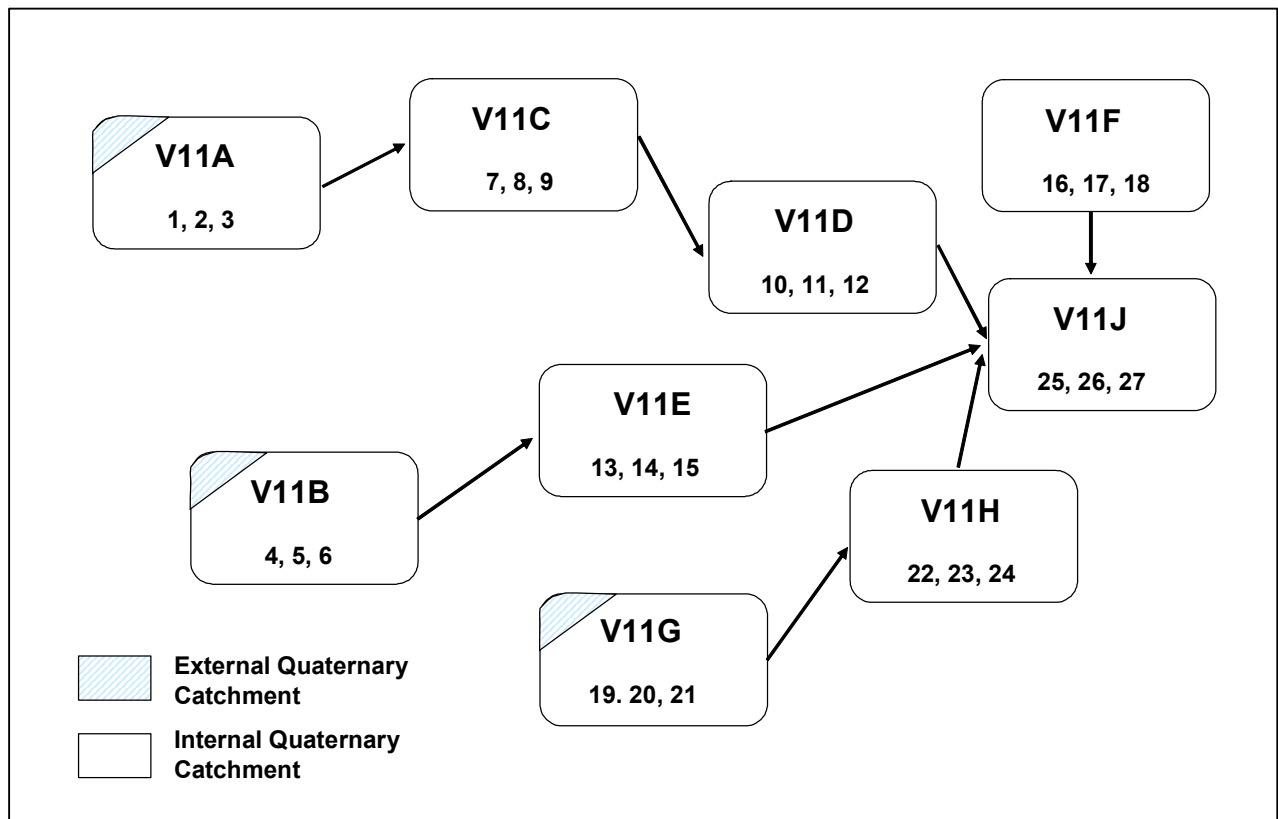 V11A
1, 2, 3
V11C
7, 8, 9
V11D
10, 11, 12
V11F
16, 17, 18
V11J
25, 26, 27
V11E
13, 14, 15
V11B
4, 5, 6
V11H
22, 23, 24
V11G
19. 20, 21
External Quaternary
Catchment
Internal Quaternary
Catchment